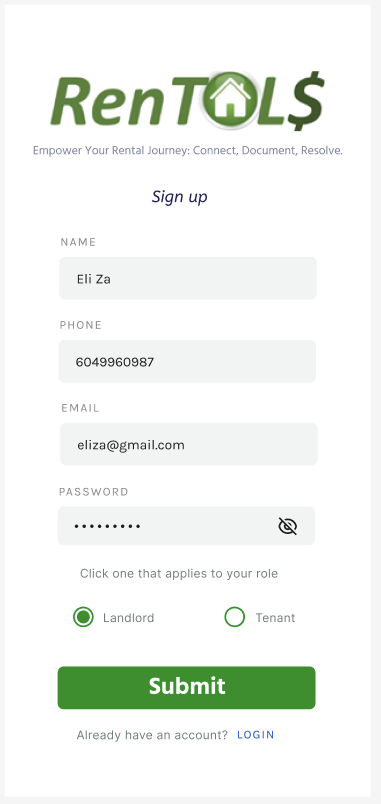 RenTOL$
Empower Your Rental Journey: Connect, Document, Resolve.
Sign up
NAME
Eli Za
PHONE
6049960987
EMAIL
eliza@gmail.com
PASSWORD
•••••••••
Click one that applies to your role
Landlord Tenant
Submit
Already have an account? LOGIN